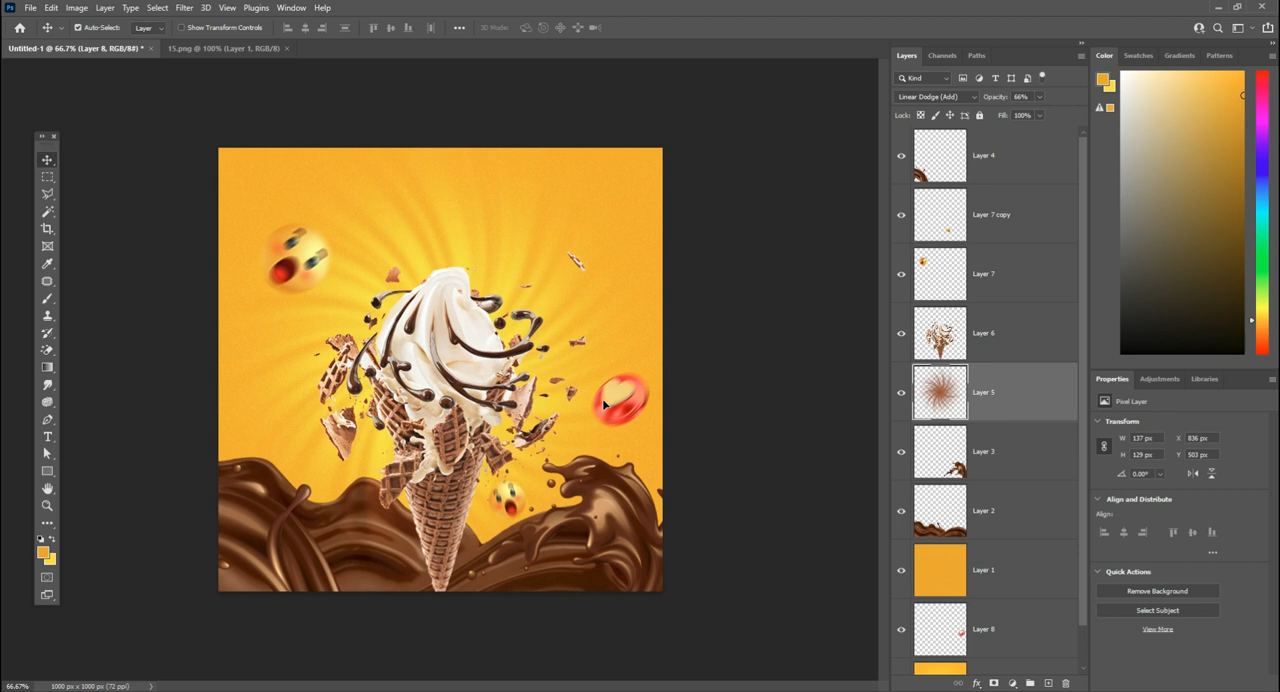 File Edit Image Layer Type Select Filter 3D View Plugins Window Help
Auto-Select: Layer Show Transform Controls 3D Mode:
Untitled-1 @ 66.7% (Layer 8, RGB/8#) * × 15.png @ 100% (Layer 1, RGB/8) ×
Layers Channels Paths
Kind
Linear Dodge (Add) Opacity: 66%
Lock: Fill: 100%
Layer 4
Layer 7 copy
Layer 7
Layer 6
Layer 5
Layer 3
Layer 2
Layer 1
Layer 8
Color Swatches Gradients Patterns
Properties Adjustments Libraries
Pixel Layer
Transform
W 137 px X 836 px
H 129 px Y 503 px
0.00°
Align and Distribute
Align:
Quick Actions
Remove Background
Select Subject
View More
66.67% 1000 px x 1000 px (72 ppi)